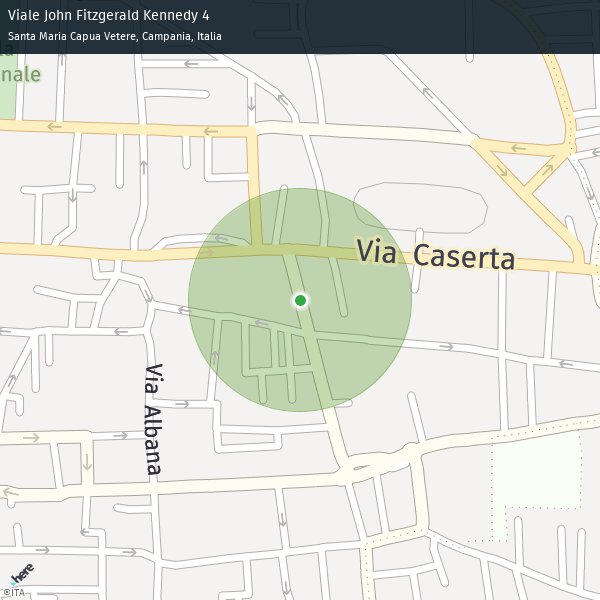 Viale John Fitzgerald Kennedy 4
Santa Maria Capua Vetere, Campania, Italia
nale
Via Caserta
Via Albana
here
©ITA